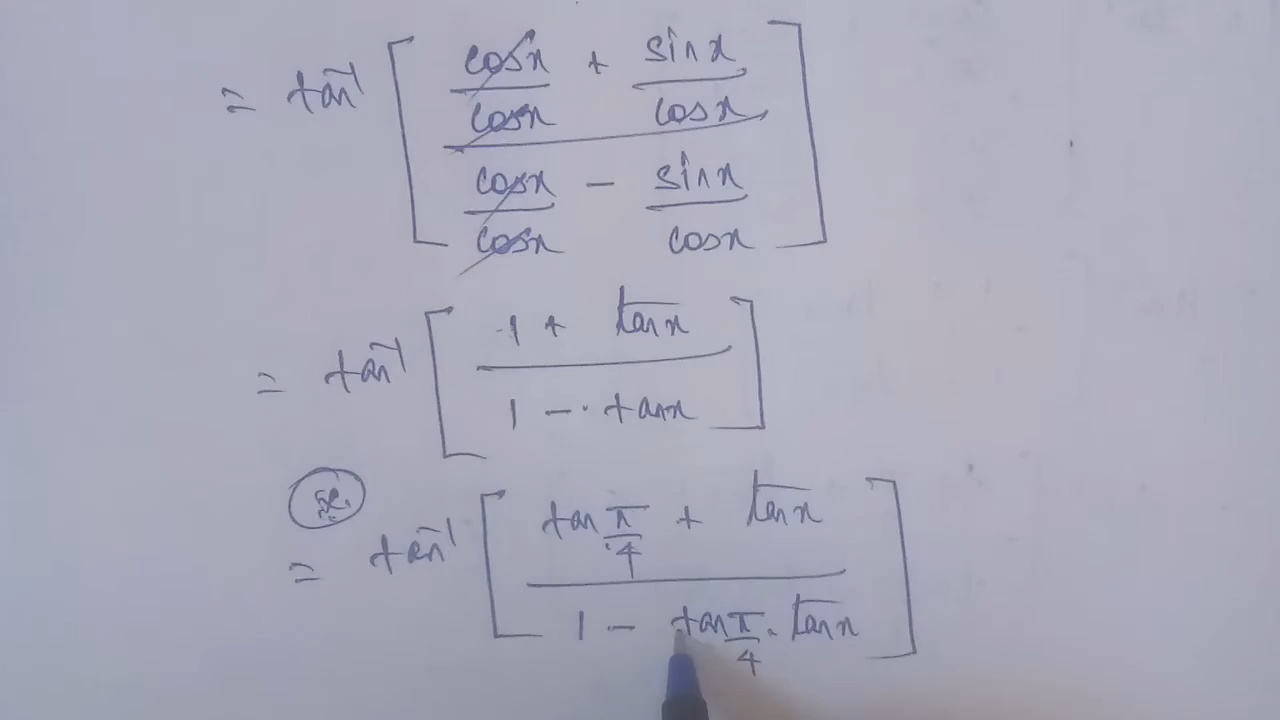 = tan⁻¹ [ (cosx/cosx + sinx/cosx) / (cosx/cosx - sinx/cosx) ]
= tan⁻¹ [ (1 + tanx) / (1 - tanx) ]
= tan⁻¹ [ (tan π/4 + tanx) / (1 - tan π/4 . tanx) ]